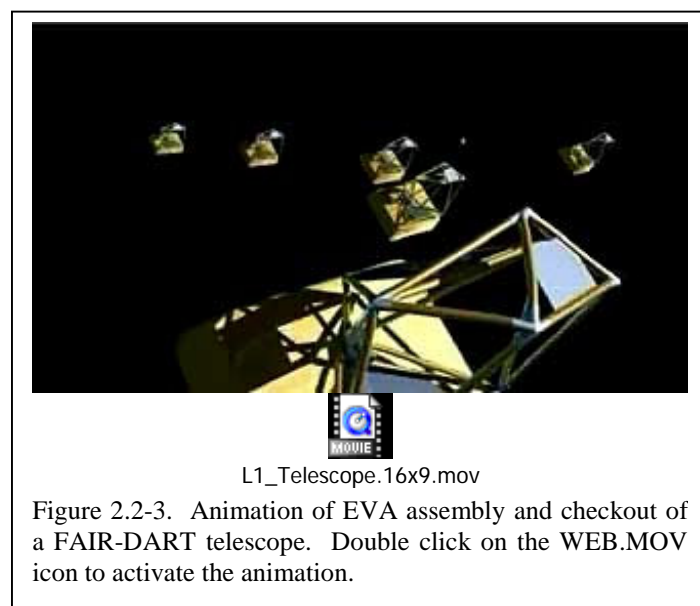 MOVIE
L1_Telescope.16x9.mov
Figure 2.2-3. Animation of EVA assembly and checkout of
a FAIR-DART telescope. Double click on the WEB.MOV
icon to activate the animation.